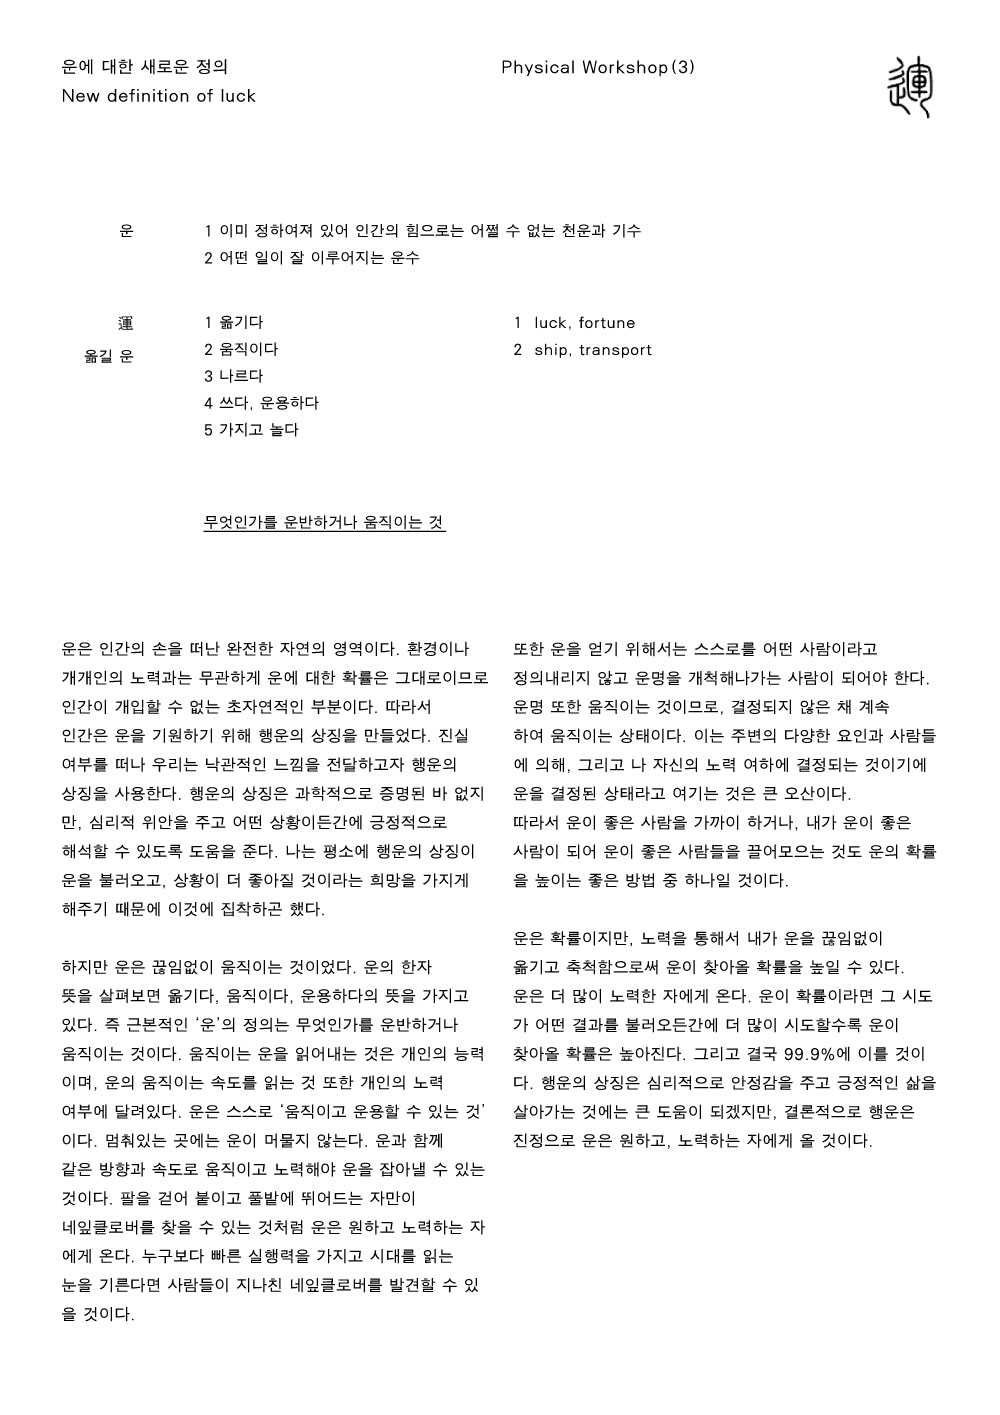 운에 대한 새로운 정의
New definition of luck
Physical Workshop(3)
運
운
1 이미 정하여져 있어 인간의 힘으로는 어쩔 수 없는 천운과 기수
2 어떤 일이 잘 이루어지는 운수
運
옮길 운
1 옮기다
2 움직이다
3 나르다
4 쓰다, 운용하다
5 가지고 놀다
1 luck, fortune
2 ship, transport
무엇인가를 운반하거나 움직이는 것
운은 인간의 손을 떠난 완전한 자연의 영역이다. 환경이나
개개인의 노력과는 무관하게 운에 대한 확률은 그대로이므로
인간이 개입할 수 없는 초자연적인 부분이다. 따라서
인간은 운을 기원하기 위해 행운의 상징을 만들었다. 진실
여부를 떠나 우리는 낙관적인 느낌을 전달하고자 행운의
상징을 사용한다. 행운의 상징은 과학적으로 증명된 바 없지
만, 심리적 위안을 주고 어떤 상황이든간에 긍정적으로
해석할 수 있도록 도움을 준다. 나는 평소에 행운의 상징이
운을 불러오고, 상황이 더 좋아질 것이라는 희망을 가지게
해주기 때문에 이것에 집착하곤 했다.
하지만 운은 끊임없이 움직이는 것이었다. 운의 한자
뜻을 살펴보면 옮기다, 움직이다, 운용하다의 뜻을 가지고
있다. 즉 근본적인 ‘운’의 정의는 무엇인가를 운반하거나
움직이는 것이다. 움직이는 운을 읽어내는 것은 개인의 능력
이며, 운의 움직이는 속도를 읽는 것 또한 개인의 노력
여부에 달려있다. 운은 스스로 ‘움직이고 운용할 수 있는 것’
이다. 멈춰있는 곳에는 운이 머물지 않는다. 운과 함께
같은 방향과 속도로 움직이고 노력해야 운을 잡아낼 수 있는
것이다. 팔을 걷어 붙이고 풀밭에 뛰어드는 자만이
네잎클로버를 찾을 수 있는 것처럼 운은 원하고 노력하는 자
에게 온다. 누구보다 빠른 실행력을 가지고 시대를 읽는
눈을 기른다면 사람들이 지나친 네잎클로버를 발견할 수 있
을 것이다.
또한 운을 얻기 위해서는 스스로를 어떤 사람이라고
정의내리지 않고 운명을 개척해나가는 사람이 되어야 한다.
운명 또한 움직이는 것이므로, 결정되지 않은 채 계속
하여 움직이는 상태이다. 이는 주변의 다양한 요인과 사람들
에 의해, 그리고 나 자신의 노력 여하에 결정되는 것이기에
운을 결정된 상태라고 여기는 것은 큰 오산이다.
따라서 운이 좋은 사람을 가까이 하거나, 내가 운이 좋은
사람이 되어 운이 좋은 사람들을 끌어모으는 것도 운의 확률
을 높이는 좋은 방법 중 하나일 것이다.
운은 확률이지만, 노력을 통해서 내가 운을 끊임없이
옮기고 축척함으로써 운이 찾아올 확률을 높일 수 있다.
운은 더 많이 노력한 자에게 온다. 운이 확률이라면 그 시도
가 어떤 결과를 불러오든간에 더 많이 시도할수록 운이
찾아올 확률은 높아진다. 그리고 결국 99.9%에 이를 것이
다. 행운의 상징은 심리적으로 안정감을 주고 긍정적인 삶을
살아가는 것에는 큰 도움이 되겠지만, 결론적으로 행운은
진정으로 운은 원하고, 노력하는 자에게 올 것이다.